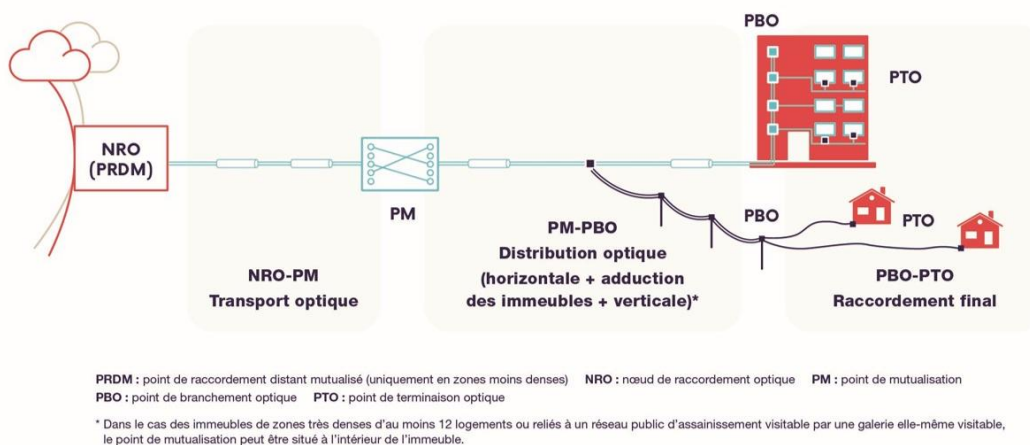 PBO
PTO
NRO
(PRDM)
PM
PBO
PTO
NRO-PM
Transport optique
PM-PBO
Distribution optique
(horizontale + adduction
des immeubles + verticale)*
PBO-PTO
Raccordement final
PRDM : point de raccordement distant mutualisé (uniquement en zones moins denses) NRO : nœud de raccordement optique PM : point de mutualisation
PBO : point de branchement optique PTO : point de terminaison optique
* Dans le cas des immeubles de zones très denses d'au moins 12 logements ou reliés à un réseau public d'assainissement visitable par une galerie elle-même visitable,
le point de mutualisation peut être situé à l'intérieur de l'immeuble.